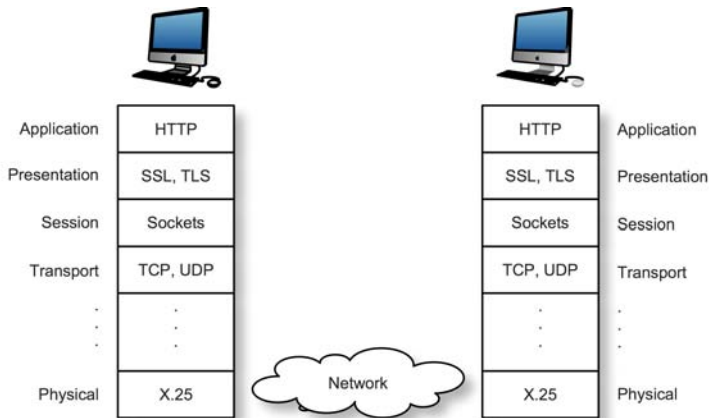 Application HTTP HTTP Application
Presentation SSL, TLS SSL, TLS Presentation
Session Sockets Sockets Session
Transport TCP, UDP TCP, UDP Transport
. . . .
. . . .
. . . .
Network
Physical X.25 X.25 Physical